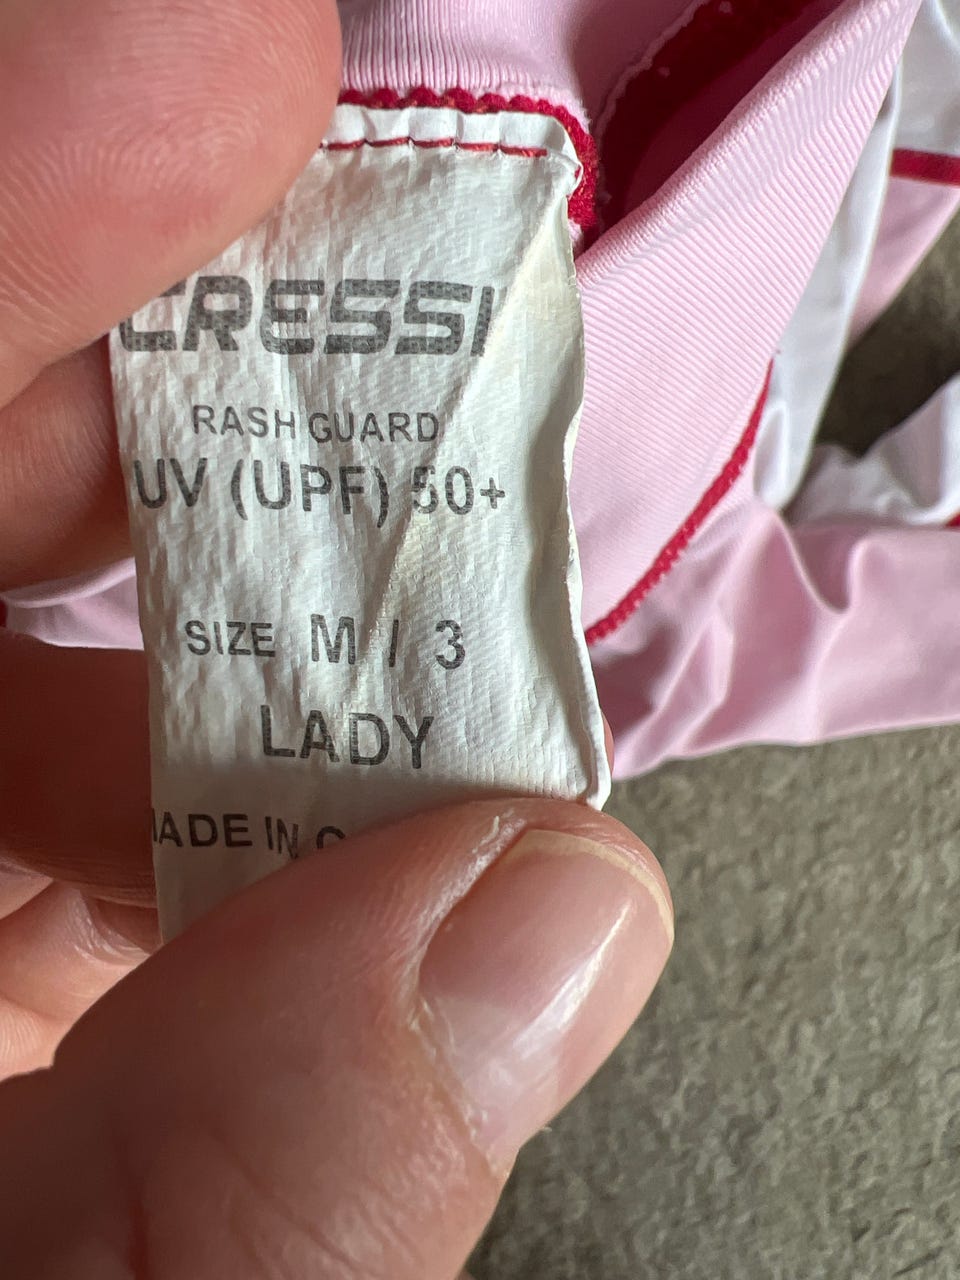 CRESSI
RASH GUARD
UV (UPF) 50+
SIZE M / 3
LADY
MADE IN